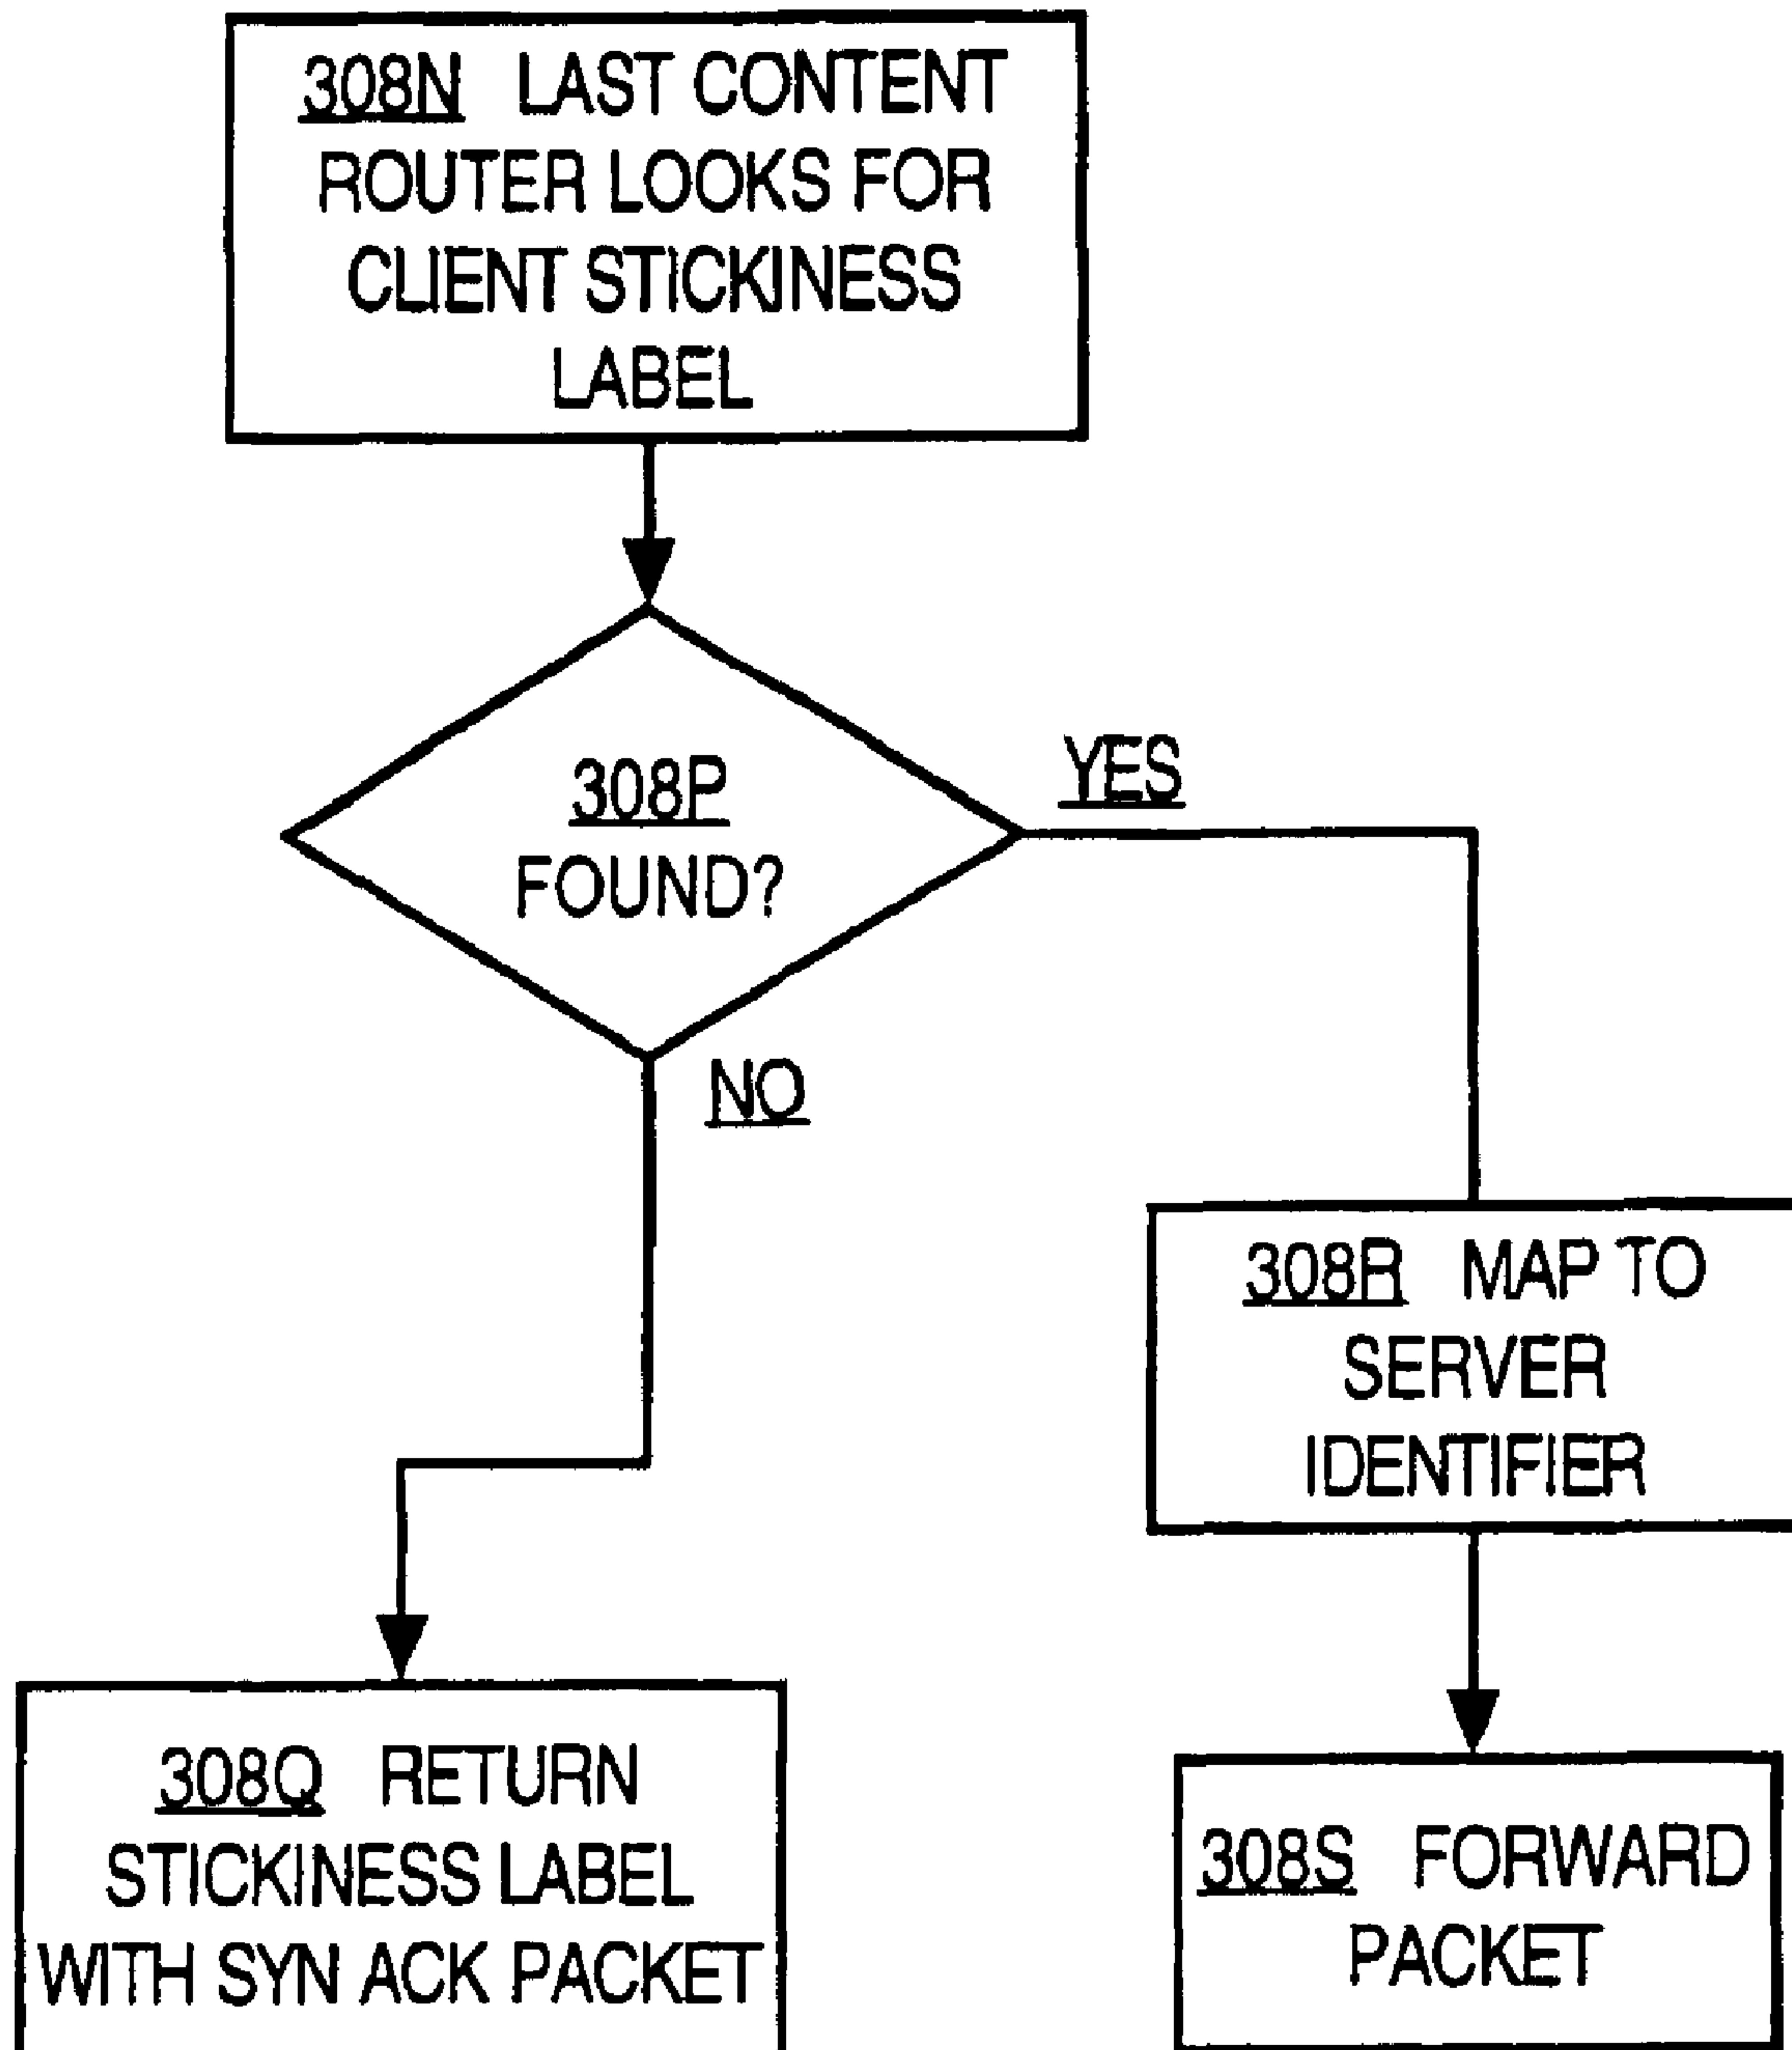 308N LAST CONTENT
ROUTER LOOKS FOR
CLIENT STICKINESS
LABEL
308P
FOUND?
YES
NO
308R MAP TO
SERVER
IDENTIFIER
308Q RETURN
STICKINESS LABEL
WITH SYN ACK PACKET
308S FORWARD
PACKET